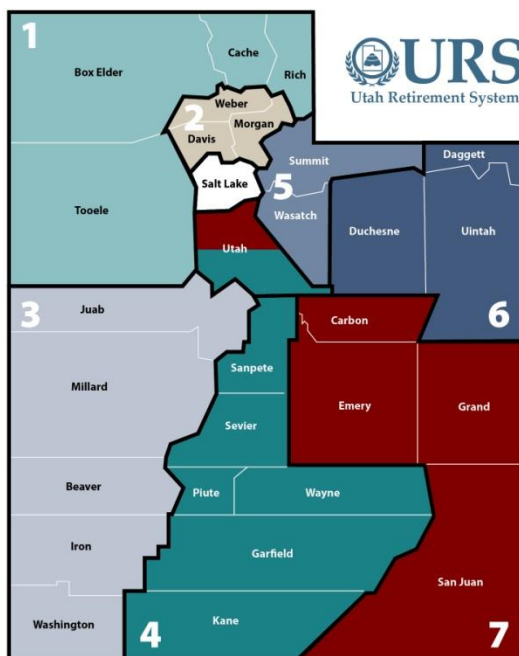 1
Cache
Box Elder
Rich
URS
Utah Retirement System
Weber
2
Morgan
Davis
Summit
Daggett
5
Salt Lake
Wasatch
Tooele
Duchesne
Uintah
Utah
3
Juab
Carbon
6
Sanpete
Millard
Emery
Grand
Sevier
Beaver
Piute
Wayne
Iron
Garfield
San Juan
Washington
4
Kane
7